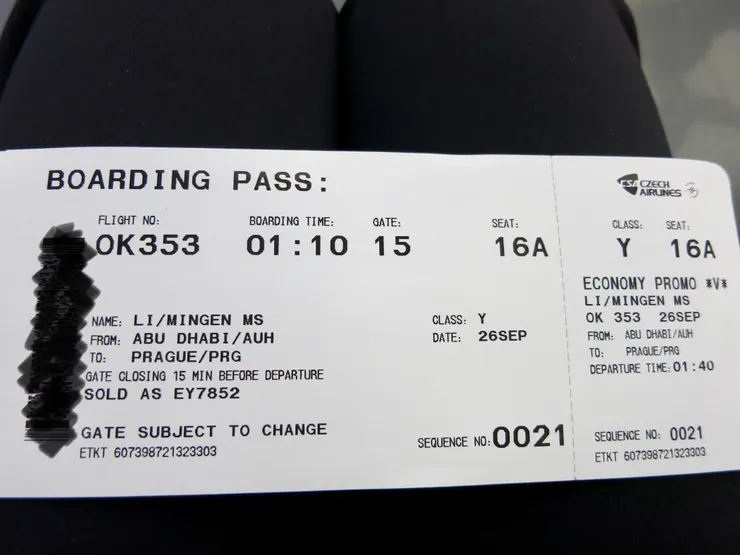 BOARDING PASS:
FLIGHT NO: BOARDING TIME: GATE: SEAT:
OK353 01:10 15 16A
NAME: LI/MINGEN MS CLASS: Y
FROM: ABU DHABI/AUH DATE: 26SEP
TO: PRAGUE/PRG
GATE CLOSING 15 MIN BEFORE DEPARTURE
SOLD AS EY7852
GATE SUBJECT TO CHANGE SEQUENCE NO: 0021
ETKT 607398721323303
CSA CZECH
AIRLINES
CLASS: SEAT:
Y 16A
ECONOMY PROMO *V*
LI/MINGEN MS
OK 353 26SEP
FROM: ABU DHABI/AUH
TO: PRAGUE/PRG
DEPARTURE TIME: 01:40
SEQUENCE NO: 0021
ETKT 607398721323303